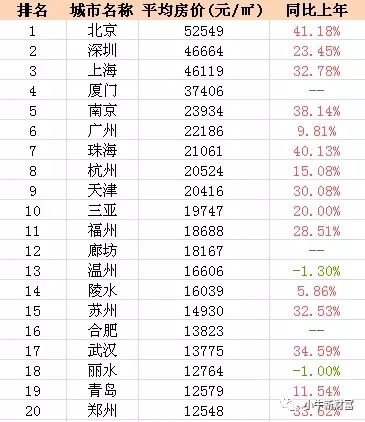 排名 城市名称 平均房价(元/㎡) 同比上年
1 北京 52549 41.18%
2 深圳 46664 23.45%
3 上海 46119 32.78%
4 厦门 37406 --
5 南京 23934 38.14%
6 广州 22186 9.81%
7 珠海 21061 40.13%
8 杭州 20524 15.08%
9 天津 20416 30.08%
10 三亚 19747 20.00%
11 福州 18688 28.51%
12 廊坊 18167 --
13 温州 16606 -1.30%
14 陵水 16039 5.86%
15 苏州 14930 32.53%
16 合肥 13823 --
17 武汉 13775 34.59%
18 丽水 12764 -1.00%
19 青岛 12579 11.54%
20 郑州 12548 33.62%
小牛新财富